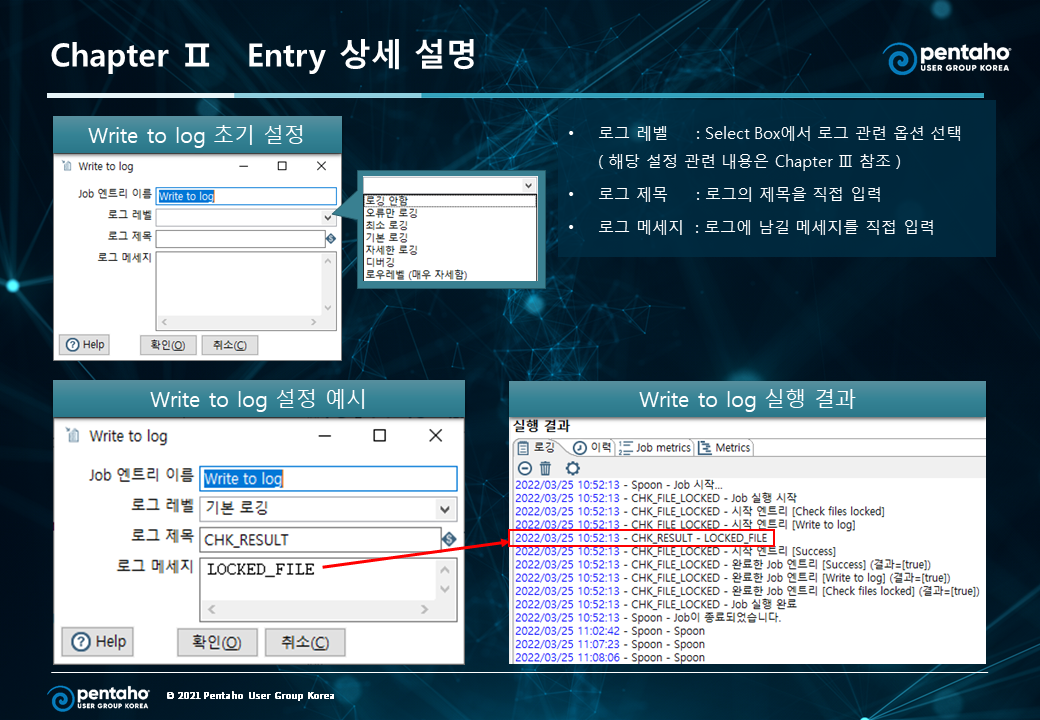 Chapter Ⅱ Entry 상세 설명
pentaho
USER GROUP KOREA
Write to log 초기 설정
Write to log
Job 엔트리 이름 Write to log
로그 레벨
로그 제목
로그 메세지
Help 확인(O) 취소(C)
로깅 안함
오류만 로깅
최소 로깅
기본 로깅
자세한 로깅
디버깅
로우레벨 (매우 자세함)
• 로그 레벨 : Select Box에서 로그 관련 옵션 선택
( 해당 설정 관련 내용은 Chapter Ⅲ 참조 )
• 로그 제목 : 로그의 제목을 직접 입력
• 로그 메세지 : 로그에 남길 메세지를 직접 입력
Write to log 설정 예시
Write to log
Job 엔트리 이름 Write to log
로그 레벨 기본 로깅
로그 제목 CHK_RESULT
로그 메세지 LOCKED_FILE
Help 확인(O) 취소(C)
Write to log 실행 결과
실행 결과
로깅 이력 Job metrics Metrics
2022/03/25 10:52:13 - Spoon - Job 시작...
2022/03/25 10:52:13 - CHK_FILE_LOCKED - Job 실행 시작
2022/03/25 10:52:13 - CHK_FILE_LOCKED - 시작 엔트리 [Check files locked]
2022/03/25 10:52:13 - CHK_FILE_LOCKED - 시작 엔트리 [Write to log]
2022/03/25 10:52:13 - CHK_RESULT - LOCKED_FILE
2022/03/25 10:52:13 - CHK_FILE_LOCKED - 시작 엔트리 [Success]
2022/03/25 10:52:13 - CHK_FILE_LOCKED - 완료한 Job 엔트리 [Success] (결과=[true])
2022/03/25 10:52:13 - CHK_FILE_LOCKED - 완료한 Job 엔트리 [Write to log] (결과=[true])
2022/03/25 10:52:13 - CHK_FILE_LOCKED - 완료한 Job 엔트리 [Check files locked] (결과=[true])
2022/03/25 10:52:13 - CHK_FILE_LOCKED - Job 실행 완료
2022/03/25 10:52:13 - Spoon - Job이 종료되었습니다.
2022/03/25 11:02:42 - Spoon - Spoon
2022/03/25 11:07:23 - Spoon - Spoon
2022/03/25 11:08:06 - Spoon - Spoon
pentaho
USER GROUP KOREA
© 2021 Pentaho User Group Korea